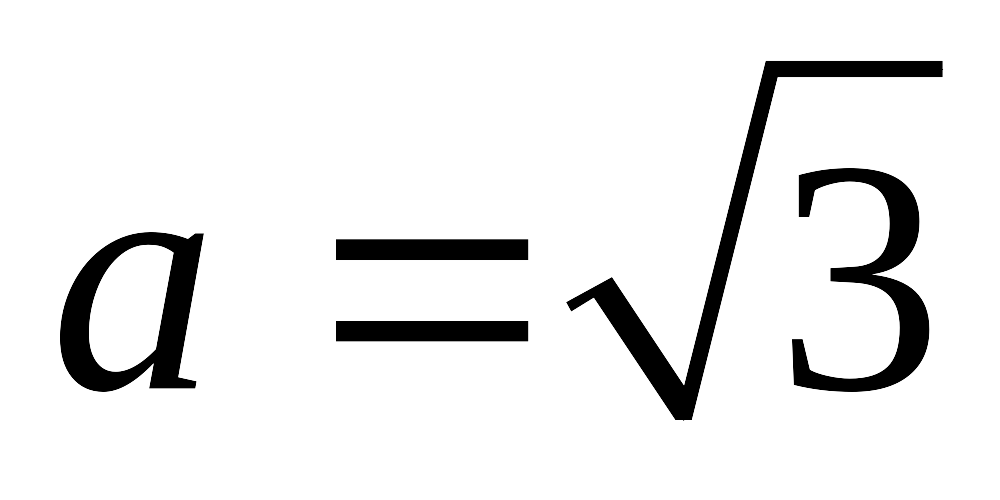 a = √3